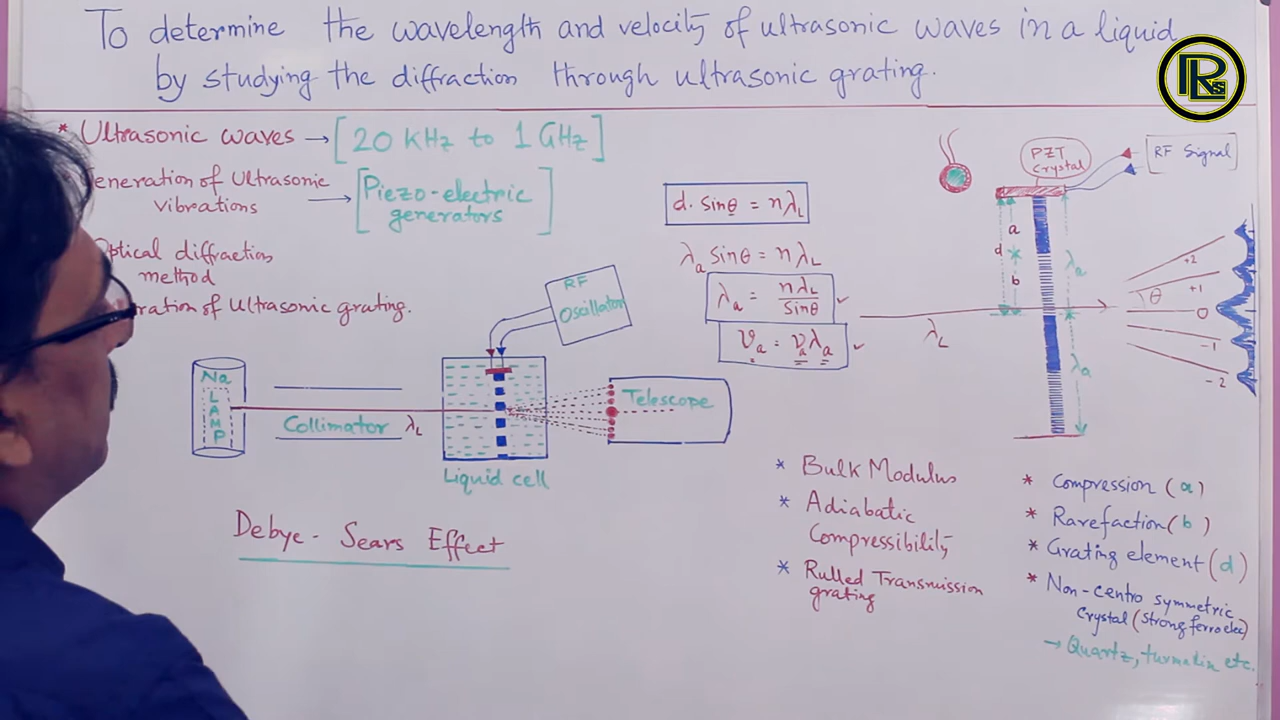 To determine the wavelength and velocity of ultrasonic waves in a liquid
by studying the diffraction through ultrasonic grating.
RLs
* Ultrasonic waves → [20 KHz to 1 GHz]
eneration of Ultrasonic
vibrations
→ [Piezo-electric
generators]
ptical diffraction
method
ration of Ultrasonic grating.
Na
LAMP
Collimator λL
RF
Oscillator
Liquid cell
Telescope
Debye - Sears Effect
d. sinθ = nλL
λa sinθ = nλL
λa = nλL / sinθ
va = νa λa
PZT
Crystal
RF Signal
a
d
b
λa
λa
λL
θ
+2
+1
0
-1
-2
* Bulk Modulus
* Adiabatic
Compressibility
* Rulled Transmission
grating
* Compression (a)
* Rarefaction (b)
* Grating element (d)
* Non-centro symmetric
crystal (strong ferroelec)
→ Quartz, turmalin etc.